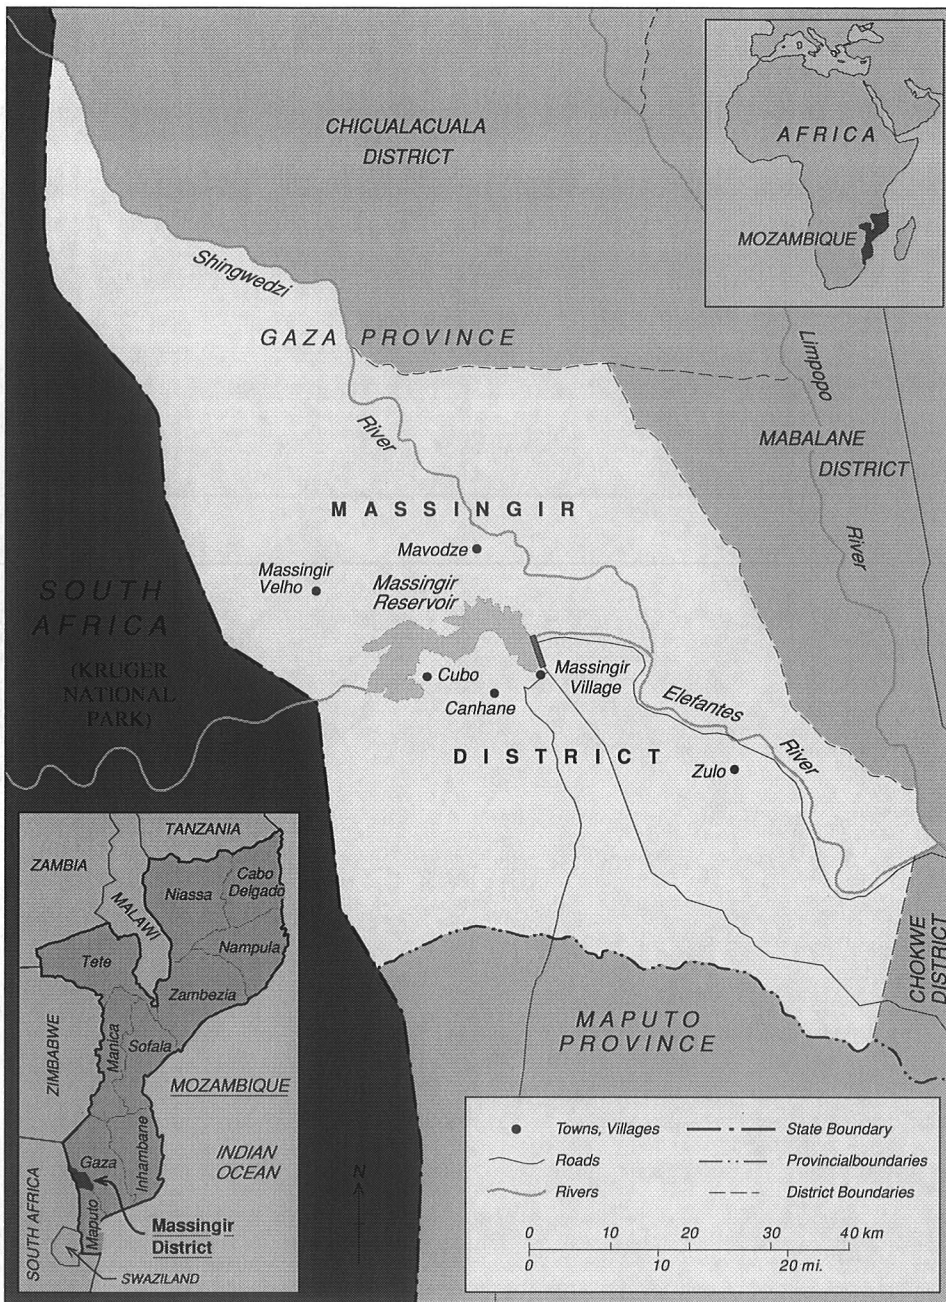 CHICUALACUALA
DISTRICT
AFRICA
MOZAMBIQUE
Shingwedzi
River
GAZA PROVINCE
Limpopo
River
MABALANE
DISTRICT
MASSINGIR
Mavodze
Massingir
Velho
Massingir
Reservoir
SOUTH
AFRICA
(KRUGER
NATIONAL
PARK)
Cubo
Canhane
Massingir
Village
Elefantes
River
DISTRICT
Zulo
CHOKWE
DISTRICT
MAPUTO
PROVINCE
TANZANIA
ZAMBIA
MALAWI
Niassa
Cabo
Delgado
Nampula
Tete
Zambezia
ZIMBABWE
Manica
Sofala
MOZAMBIQUE
Inhambane
INDIAN
OCEAN
Gaza
SOUTH AFRICA
Maputo
Massingir
District
SWAZILAND
N
Towns, Villages
State Boundary
Roads
Provincialboundaries
Rivers
District Boundaries
0 10 20 30 40 km
0 10 20 mi.